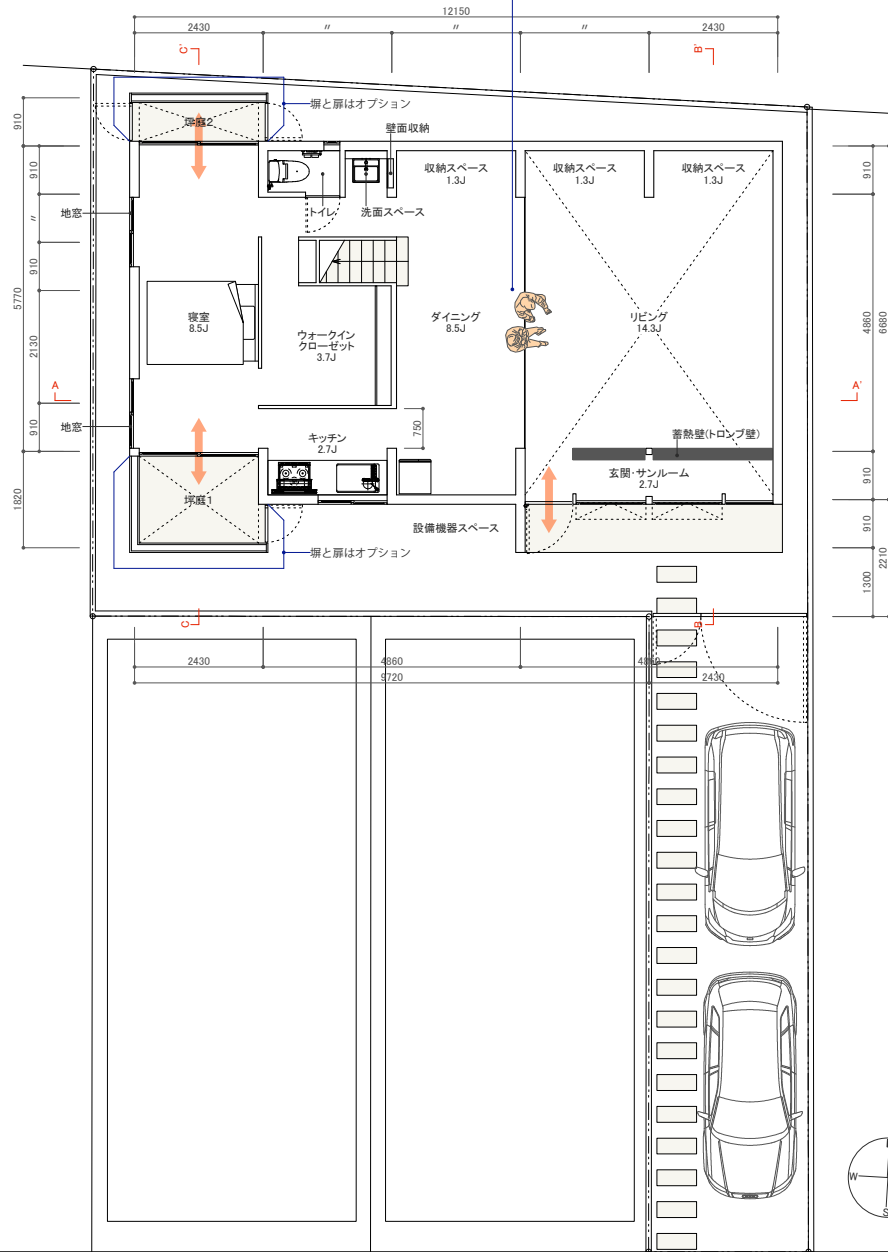 12150
2430
〃
〃
〃
2430
C'
B'
塀と扉はオプション
坪庭2
壁面収納
910
910
〃
910
5770
2130
910
1820
収納スペース
1.3J
収納スペース
1.3J
収納スペース
1.3J
910
4860
6680
地窓
トイレ
洗面スペース
寝室
8.5J
ウォークイン
クローゼット
3.7J
ダイニング
8.5J
リビング
14.3J
A
A'
地窓
キッチン
2.7J
750
蓄熱壁(トロンブ壁)
玄関・サンルーム
2.7J
910
910
2210
1300
坪庭1
設備機器スペース
塀と扉はオプション
C
B
2430
4860
4860
9720
2430
W
S